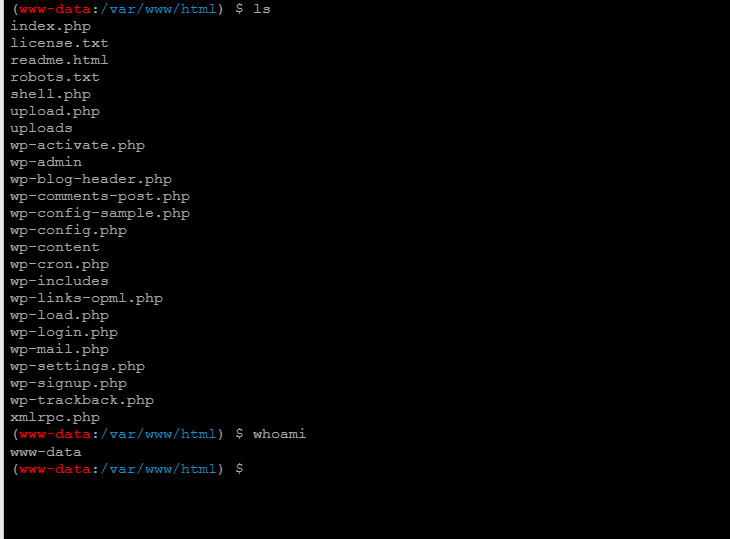 (www-data:/var/www/html) $ ls
index.php
license.txt
readme.html
robots.txt
shell.php
upload.php
uploads
wp-activate.php
wp-admin
wp-blog-header.php
wp-comments-post.php
wp-config-sample.php
wp-config.php
wp-content
wp-cron.php
wp-includes
wp-links-opml.php
wp-load.php
wp-login.php
wp-mail.php
wp-settings.php
wp-signup.php
wp-trackback.php
xmlrpc.php
(www-data:/var/www/html) $ whoami
www-data
(www-data:/var/www/html) $